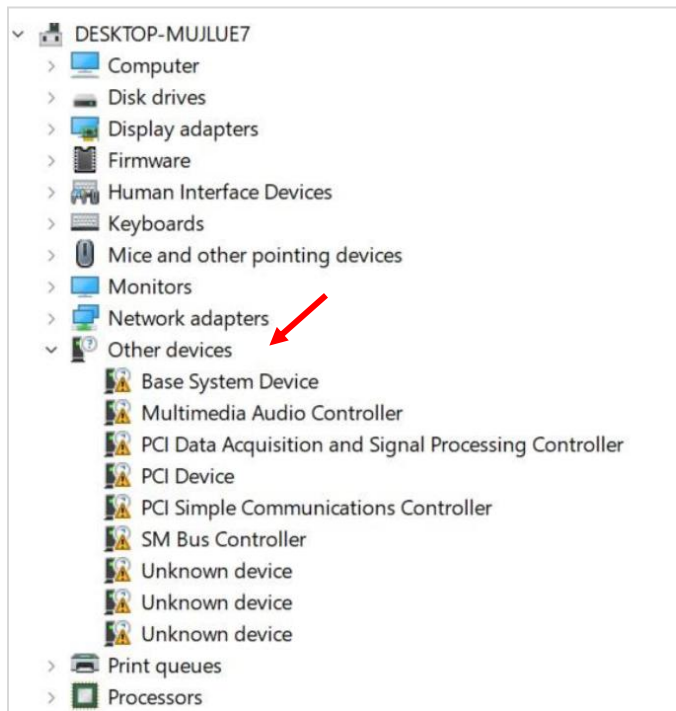 DESKTOP-MUJLUE7
Computer
Disk drives
Display adapters
Firmware
Human Interface Devices
Keyboards
Mice and other pointing devices
Monitors
Network adapters
Other devices
Base System Device
Multimedia Audio Controller
PCI Data Acquisition and Signal Processing Controller
PCI Device
PCI Simple Communications Controller
SM Bus Controller
Unknown device
Unknown device
Unknown device
Print queues
Processors